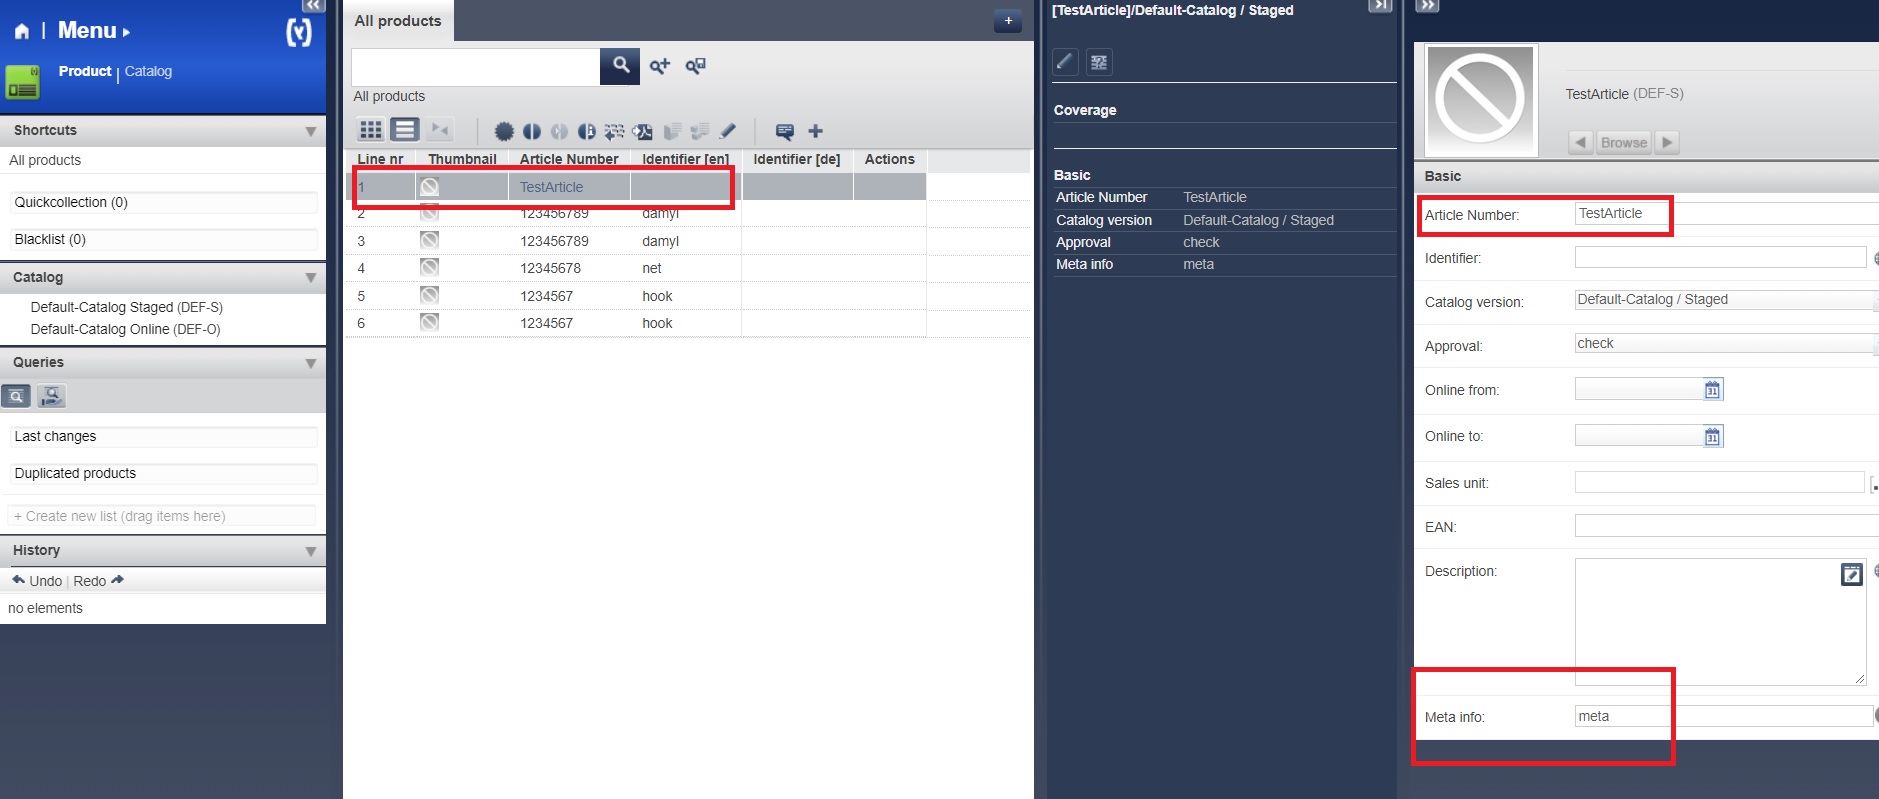 Menu
Product | Catalog
Shortcuts
All products
Quickcollection (0)
Blacklist (0)
Catalog
Default-Catalog Staged (DEF-S)
Default-Catalog Online (DEF-O)
Queries
Last changes
Duplicated products
+ Create new list (drag items here)
History
Undo | Redo
no elements
All products
+
All products
Line nr Thumbnail Article Number Identifier [en] Identifier [de] Actions
1 TestArticle
2 123456789 damyl
3 123456789 damyl
4 12345678 net
5 1234567 hook
6 1234567 hook
[TestArticle]/Default-Catalog / Staged
Coverage
Basic
Article Number TestArticle
Catalog version Default-Catalog / Staged
Approval check
Meta info meta
TestArticle (DEF-S)
Browse
Basic
Article Number: TestArticle
Identifier:
Catalog version: Default-Catalog / Staged
Approval: check
Online from: 31
Online to: 31
Sales unit:
EAN:
Description:
Meta info: meta